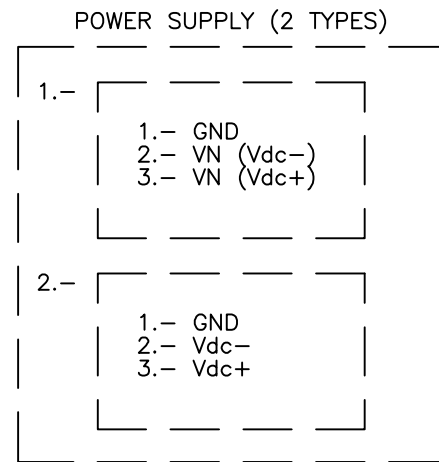 POWER SUPPLY (2 TYPES)
1.-
1.- GND
2.- VN (Vdc-)
3.- VN (Vdc+)
2.-
1.- GND
2.- Vdc-
3.- Vdc+